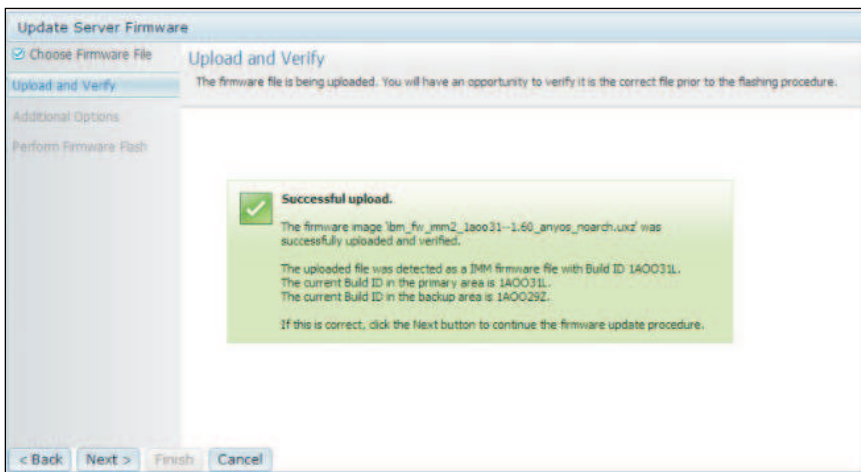 Update Server Firmware
Choose Firmware File
Upload and Verify
Additional Options
Perform Firmware Flash
Upload and Verify
The firmware file is being uploaded. You will have an opportunity to verify it is the correct file prior to the flashing procedure.
Successful upload.
The firmware image 'ibm_fw_imm2_1aoo31--1.60_anyos_noarch.uxz' was
successfully uploaded and verified.
The uploaded file was detected as a IMM firmware file with Build ID 1AOO31L.
The current Build ID in the primary area is 1AOO31L.
The current Build ID in the backup area is 1AOO29Z.
If this is correct, click the Next button to continue the firmware update procedure.
< Back Next > Finish Cancel